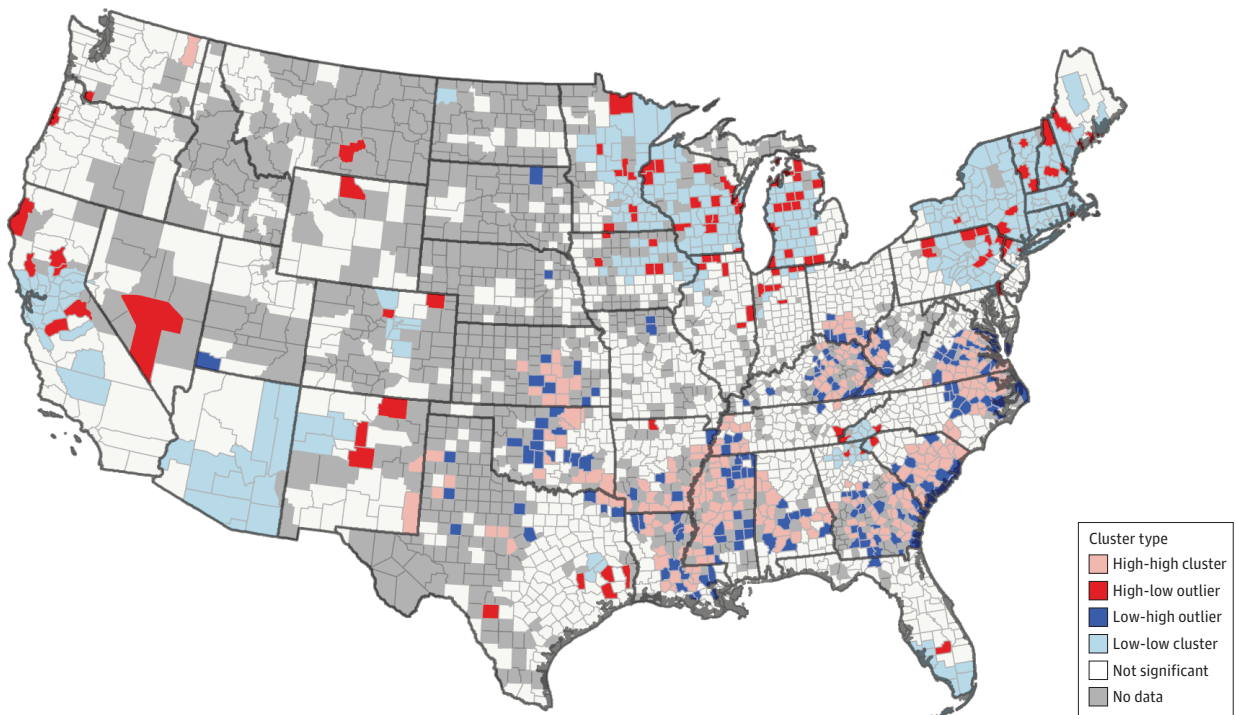 Cluster type
High-high cluster
High-low outlier
Low-high outlier
Low-low cluster
Not significant
No data